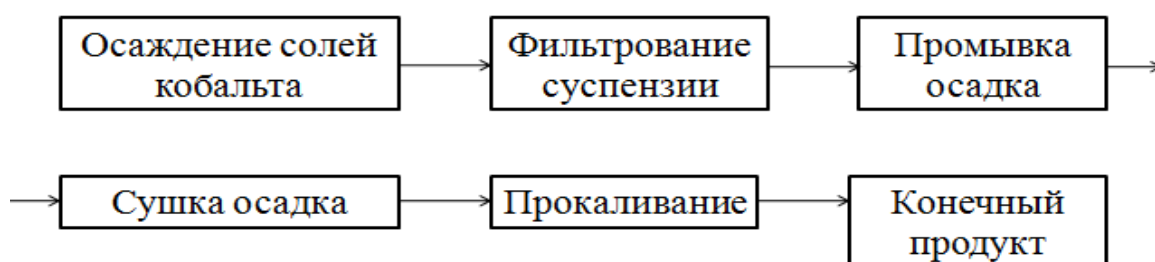 Осаждение солей
кобальта
Фильтрование
суспензии
Промывка
осадка
Сушка осадка
Прокаливание
Конечный
продукт